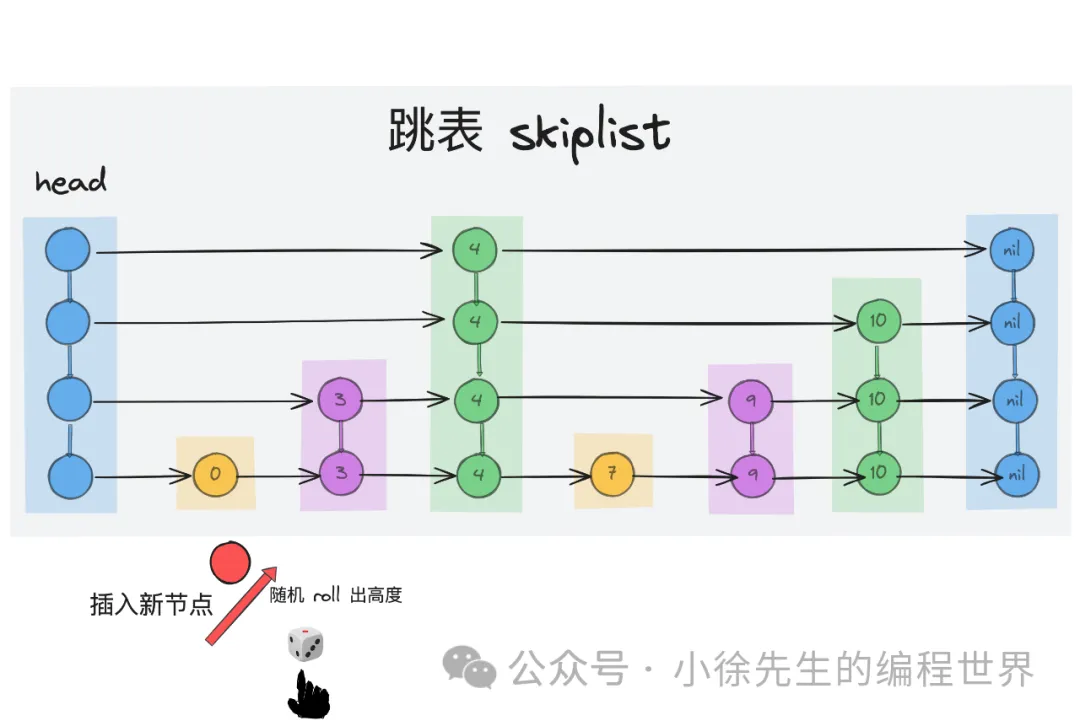 跳表 skiplist
head
4 nil
4 10 nil
3 4 9 10 nil
0 3 4 7 9 10 nil
插入新节点
随机 roll 出高度
公众号 · 小徐先生的编程世界